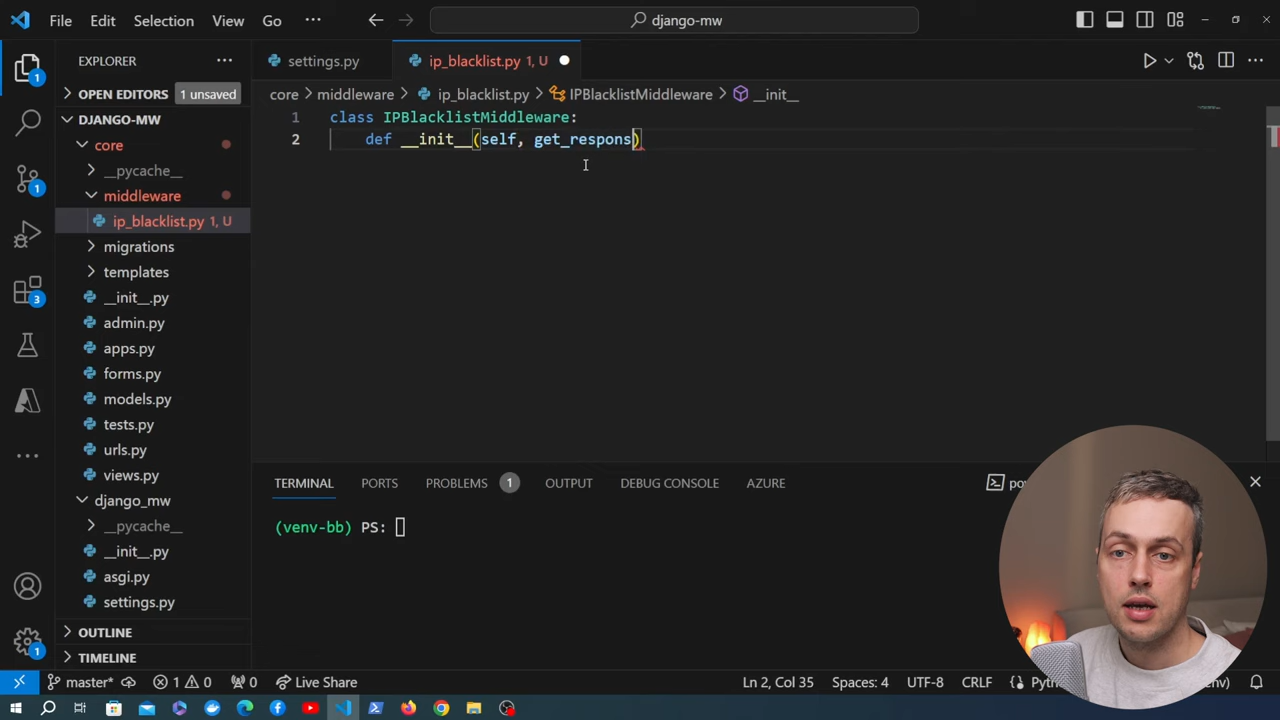 File Edit Selection View Go ··· django-mw
EXPLORER ··· settings.py ip_blacklist.py 1, U
OPEN EDITORS 1 unsaved
core > middleware > ip_blacklist.py > IPBlacklistMiddleware > __init__
DJANGO-MW
core
__pycache__
middleware
ip_blacklist.py 1, U
migrations
templates
__init__.py
admin.py
apps.py
forms.py
models.py
tests.py
urls.py
views.py
django_mw
__pycache__
__init__.py
asgi.py
settings.py
OUTLINE
TIMELINE
1
1
3
1
1 class IPBlacklistMiddleware:
2 def __init__(self, get_respons)
TERMINAL PORTS PROBLEMS 1 OUTPUT DEBUG CONSOLE AZURE
(venv-bb) PS:
master* 1 0 0 Live Share Ln 2, Col 35 Spaces: 4 UTF-8 CRLF